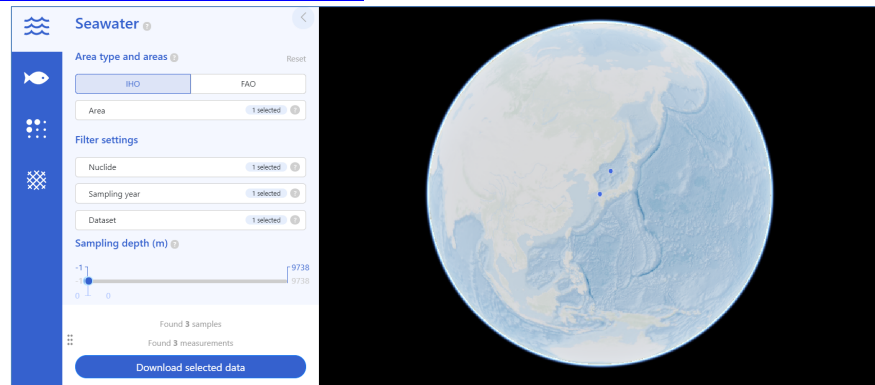 Seawater ?
Area type and areas ?
Reset
IHO
FAO
Area
1 selected ?
Filter settings
Nuclide
1 selected ?
Sampling year
1 selected ?
Dataset
1 selected ?
Sampling depth (m) ?
-1
9738
-1
9738
0
0
Found 3 samples
Found 3 measurements
Download selected data